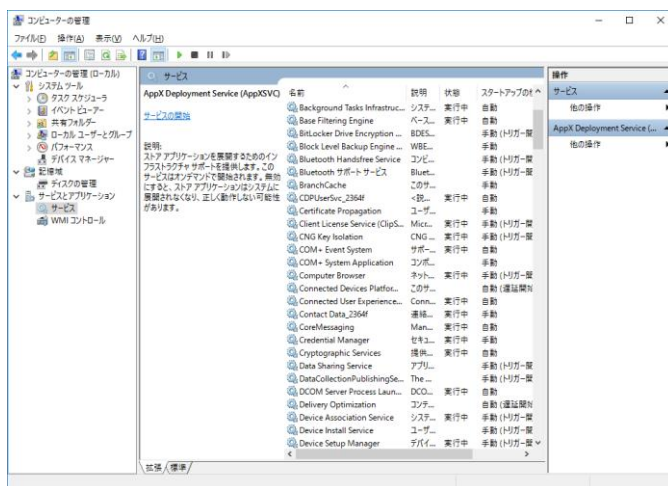 コンピューターの管理
ファイル(F) 操作(A) 表示(V) ヘルプ(H)
コンピューターの管理 (ローカル)
システム ツール
タスク スケジューラ
イベント ビューアー
共有フォルダー
ローカル ユーザーとグループ
パフォーマンス
デバイス マネージャー
記憶域
ディスクの管理
サービスとアプリケーション
サービス
WMI コントロール
サービス
AppX Deployment Service (AppXSVC)
サービスの開始
説明:
ストア アプリケーションを展開するためのイン
フラストラクチャ サポートを提供します。この
サービスはオンデマンドで開始されます。無効
にすると、ストア アプリケーションはシステムに
展開されなくなり、正しく動作しない可能性
があります。
名前 説明 状態 スタートアップの
Background Tasks Infrastruc... システ... 実行中 自動
Base Filtering Engine ベース... 実行中 自動
BitLocker Drive Encryption ... BDES... 手動 (トリガー開
Block Level Backup Engine ... WBE... 手動
Bluetooth Handsfree Service コンピ... 手動 (トリガー開
Bluetooth サポート サービス Bluet... 手動 (トリガー開
BranchCache このサ... 手動
CDPUserSvc_2364f <説... 実行中 自動
Certificate Propagation ユーザ... 手動
Client License Service (ClipS... Micr... 実行中 手動 (トリガー開
CNG Key Isolation CNG ... 実行中 手動 (トリガー開
COM+ Event System サポー... 実行中 自動
COM+ System Application コンポ... 手動
Computer Browser ネット... 実行中 手動 (トリガー開
Connected Devices Platfor... このサ... 自動 (遅延開始
Connected User Experience... Conn... 実行中 自動
Contact Data_2364f 連絡... 実行中 手動
CoreMessaging Man... 実行中 自動
Credential Manager セキュ... 実行中 手動
Cryptographic Services 提供... 実行中 自動
Data Sharing Service アプリ... 手動 (トリガー開
DataCollectionPublishingSe... The ... 手動 (トリガー開
DCOM Server Process Laun... DCO... 実行中 自動
Delivery Optimization コンテ... 自動 (遅延開始
Device Association Service システ... 実行中 手動 (トリガー開
Device Install Service ユーザ... 手動 (トリガー開
Device Setup Manager デバイ... 実行中 手動 (トリガー開
拡張 標準
操作
サービス
他の操作
AppX Deployment Service (...
他の操作